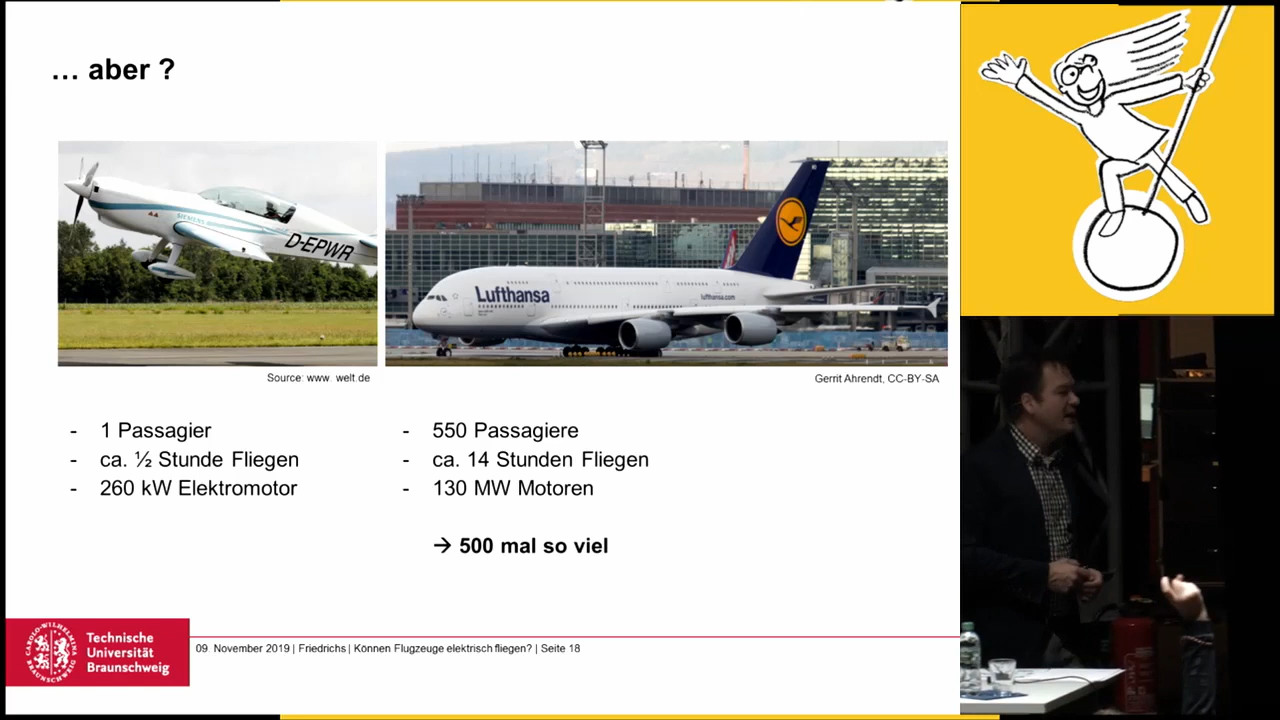 … aber ?
SIEMENS
D-EPWR
Lufthansa
lufthansa.com
Source: www. welt.de
Gerrit Ahrendt, CC-BY-SA
- 1 Passagier
- ca. ½ Stunde Fliegen
- 260 kW Elektromotor
- 550 Passagiere
- ca. 14 Stunden Fliegen
- 130 MW Motoren
→ 500 mal so viel
Technische
Universität
Braunschweig
09. November 2019 | Friedrichs | Können Flugzeuge elektrisch fliegen? | Seite 18